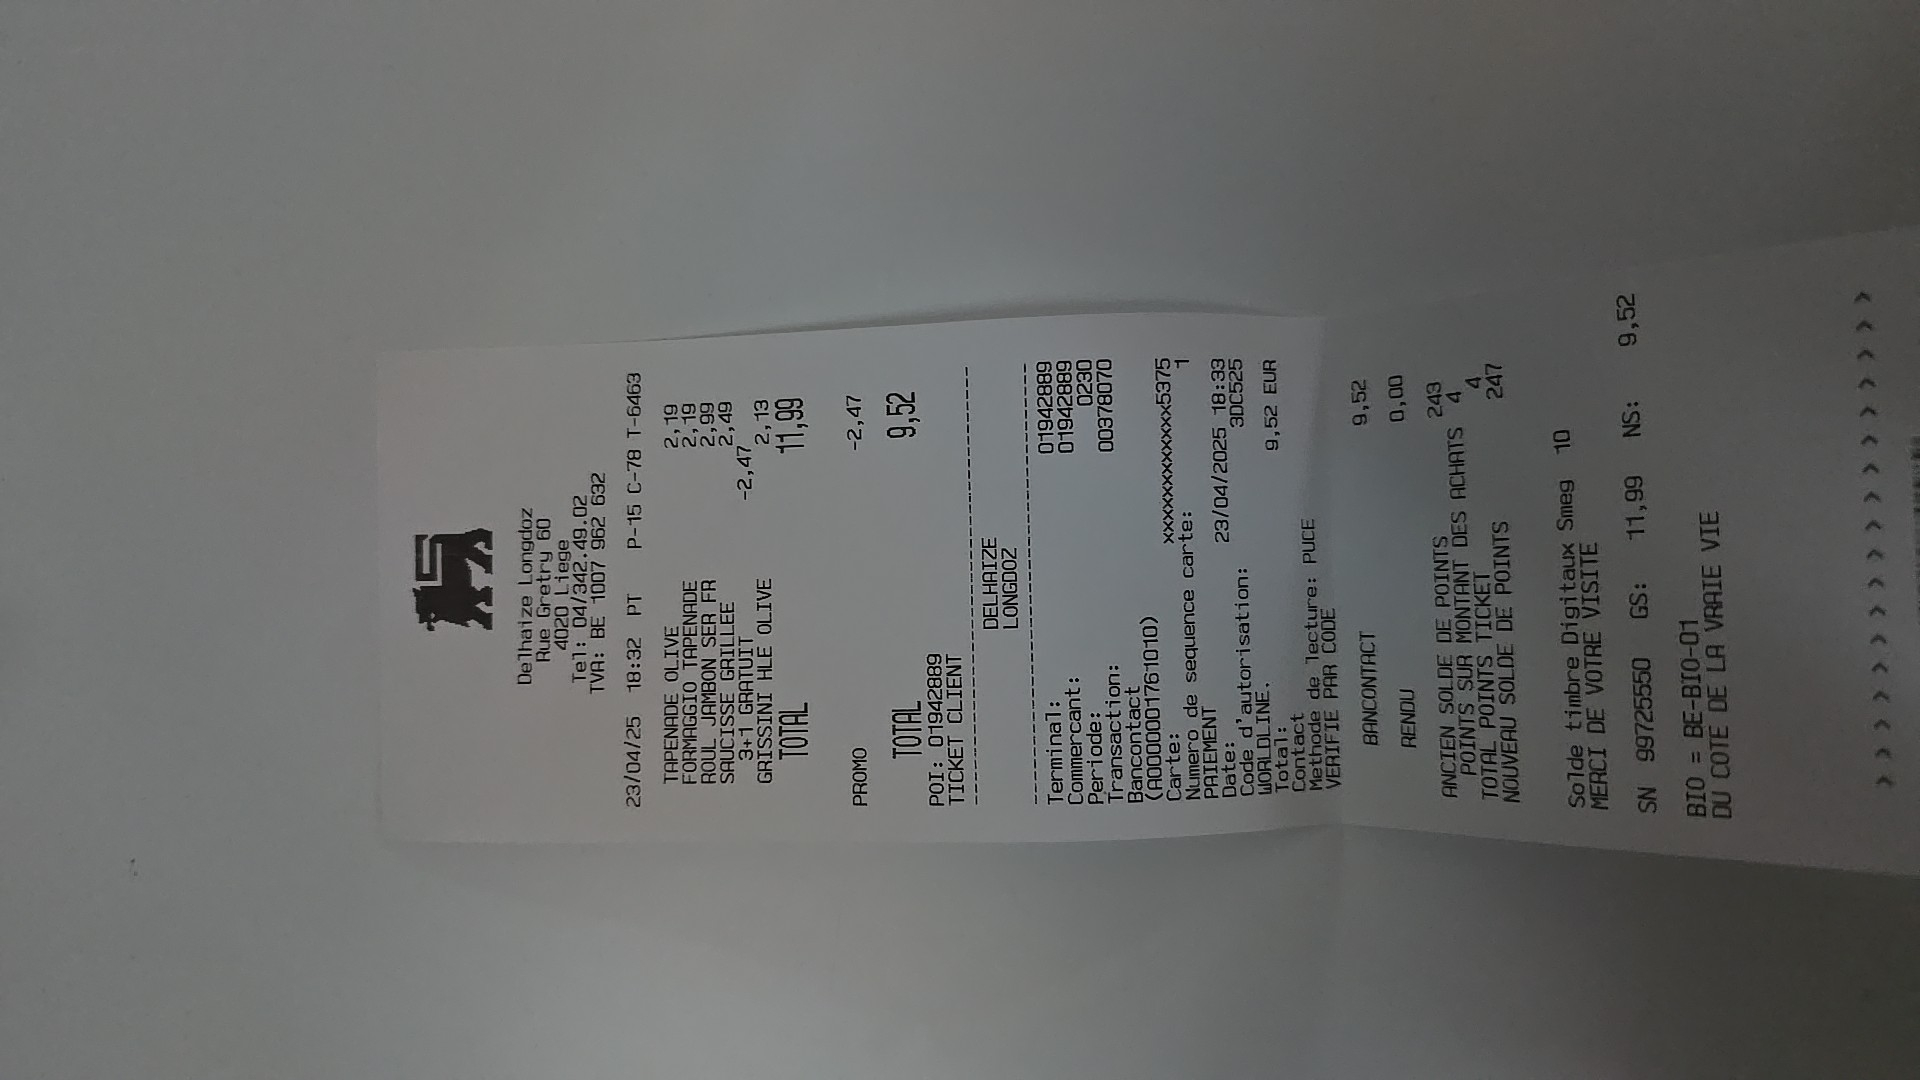 Delhaize Longdoz
Rue Gretry 60
4020 Liege
Tel: 04/342.49.02
TVA: BE 1007 962 632
23/04/25 18:32 PT P-15 C-78 T-6463
TAPENADE OLIVE 2,19
FORMAGGIO TAPENADE 2,19
ROUL JAMBON SER FR 2,99
SAUCISSE GRILLEE 2,49
3+1 GRATUIT -2,47
GRISSINI HLE OLIVE 2,13
TOTAL 11,99
PROMO -2,47
TOTAL 9,52
POI: 01942889
TICKET CLIENT
DELHAIZE
LONGDOZ
Terminal: 01942889
Commercant: 01942889
Periode: 0230
Transaction: 00378070
Bancontact
(A0000001761010)
Carte: xxxxxxxxxxxxx5375
Numero de sequence carte: 1
PAIEMENT
Date: 23/04/2025 18:33
Code d'autorisation: 3DC525
WORLDLINE.
Total: 9,52 EUR
Contact
Methode de lecture: PUCE
VERIFIE PAR CODE
BANCONTACT 9,52
RENDU 0,00
ANCIEN SOLDE DE POINTS 243
POINTS SUR MONTANT DES ACHATS 4
TOTAL POINTS TICKET 4
NOUVEAU SOLDE DE POINTS 247
Solde timbre Digitaux Smeg 10
MERCI DE VOTRE VISITE
SN 99725550 GS: 11,99 NS: 9,52
BIO = BE-BIO-01
DU COTE DE LA VRAIE VIE